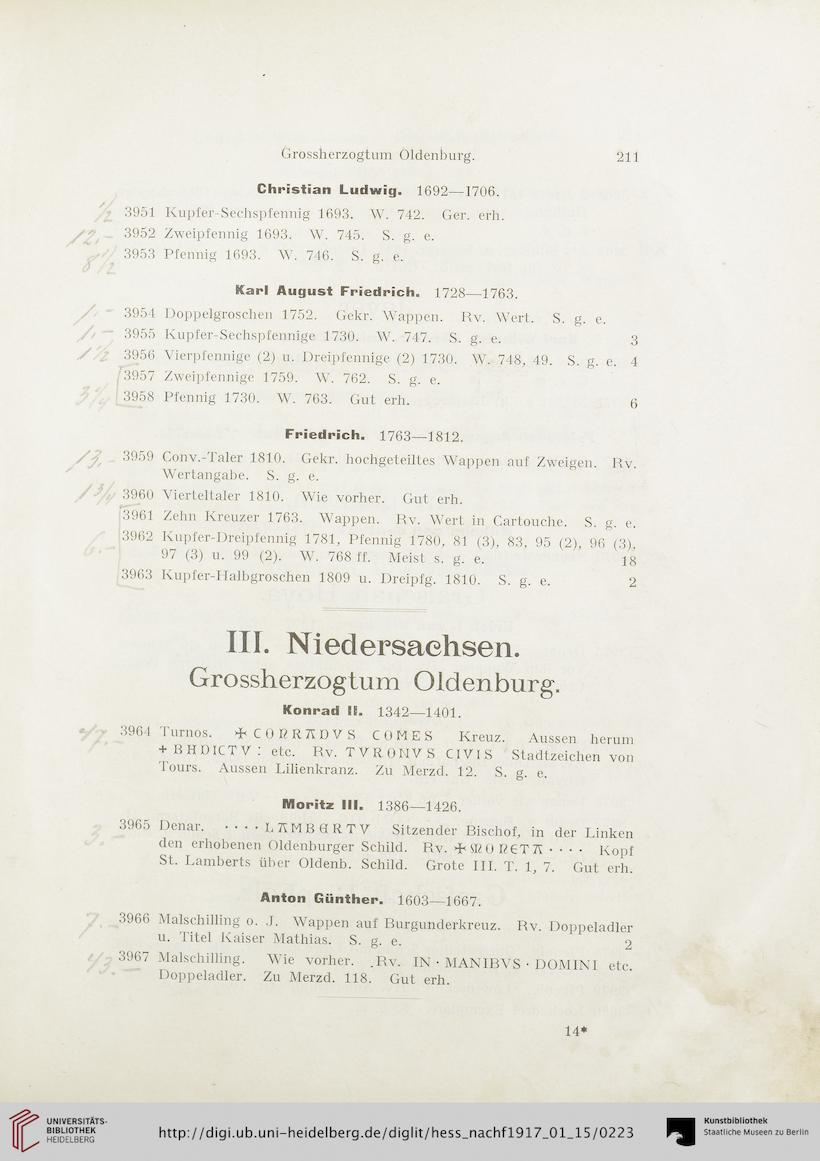 Grossherzogtum Oldenburg. 211
Christian Ludwig. 1692—1706.
3951 Kupfer-Sechspfennig 1693. W. 742. Ger. erh.
12,- 3952 Zweipfennig 1693. W. 745. S. g. e.
3953 Pfennig 1693. W. 746. S. g. e.
Karl August Friedrich. 1728—1763.
3954 Doppelgroschen 1752. Gekr. Wappen. Rv. Wert. S. g. e.
3955 Kupfer-Sechspfennige 1730. W. 747. S. g. e. 3
3956 Vierpfennige (2) u. Dreipfennige (2) 1730. W. 748, 49. S. g. e. 4
3957 Zweipfennige 1759. W. 762. S. g. e.
3958 Pfennig 1730. W. 763. Gut erh. 6
Friedrich. 1763—1812.
13,- 3959 Conv.-Taler 1810. Gekr. hochgeteiltes Wappen auf Zweigen. Rv.
Wertangabe. S. g. e.
3960 Vierteltaler 1810. Wie vorher. Gut erh.
3961 Zehn Kreuzer 1763. Wappen. Rv. Wert in Cartouche. S. g. e.
6.- 3962 Kupfer-Dreipfennig 1781, Pfennig 1780, 81 (3), 83, 95 (2), 96 (3),
97 (3) u. 99 (2). W. 768 ff. Meist s. g. e. 18
3963 Kupfer-Halbgroschen 1809 u. Dreipfg. 1810. S. g. e. 2
III. Niedersachsen.
Grossherzogtum Oldenburg.
Konrad II. 1342—1401.
3964 Turnos. ✠ CONRADVS COMES Kreuz. Aussen herum
+ BHDICTV : etc. Rv. TVRONVS CIVIS Stadtzeichen von
Tours. Aussen Lilienkranz. Zu Merzd. 12. S. g. e.
Moritz III. 1386—1426.
3. 3965 Denar. · · · · LAMBERTV Sitzender Bischof, in der Linken
den erhobenen Oldenburger Schild. Rv. ✠ MONETA · · · · Kopf
St. Lamberts über Oldenb. Schild. Grote III. T. 1, 7. Gut erh.
Anton Günther. 1603—1667.
7. 3966 Malschilling o. J. Wappen auf Burgunderkreuz. Rv. Doppeladler
u. Titel Kaiser Mathias. S. g. e. 2
3967 Malschilling. Wie vorher. Rv. IN · MANIBVS · DOMINI etc.
Doppeladler. Zu Merzd. 118. Gut erh.
14*
UNIVERSITÄTS-
BIBLIOTHEK
HEIDELBERG
http://digi.ub.uni-heidelberg.de/diglit/hess_nachf1917_01_15/0223
Kunstbibliothek
Staatliche Museen zu Berlin